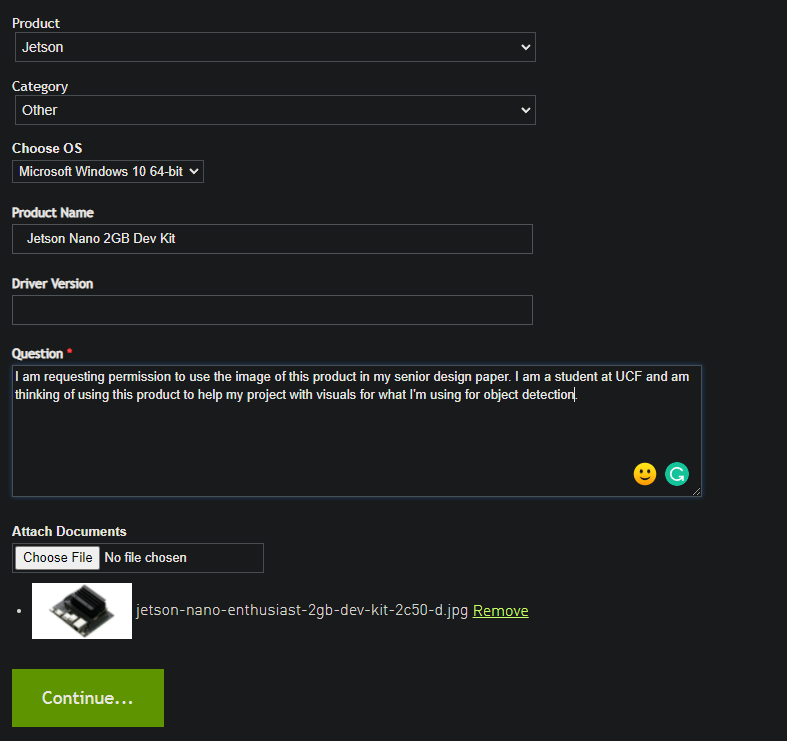 Product
Jetson
Category
Other
Choose OS
Microsoft Windows 10 64-bit
Product Name
Jetson Nano 2GB Dev Kit
Driver Version
Question *
I am requesting permission to use the image of this product in my senior design paper. I am a student at UCF and am
thinking of using this product to help my project with visuals for what I'm using for object detection.
Attach Documents
Choose File No file chosen
jetson-nano-enthusiast-2gb-dev-kit-2c50-d.jpg Remove
Continue...